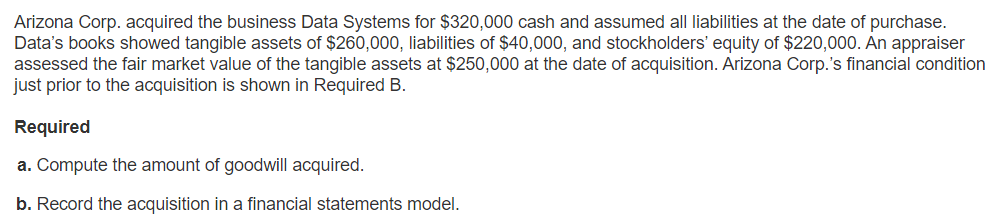 Arizona Corp. acquired the business Data Systems for $320,000 cash and assumed all liabilities at the date of purchase.
Data’s books showed tangible assets of $260,000, liabilities of $40,000, and stockholders’ equity of $220,000. An appraiser
assessed the fair market value of the tangible assets at $250,000 at the date of acquisition. Arizona Corp.’s financial condition
just prior to the acquisition is shown in Required B.
Required
a. Compute the amount of goodwill acquired.
b. Record the acquisition in a financial statements model.